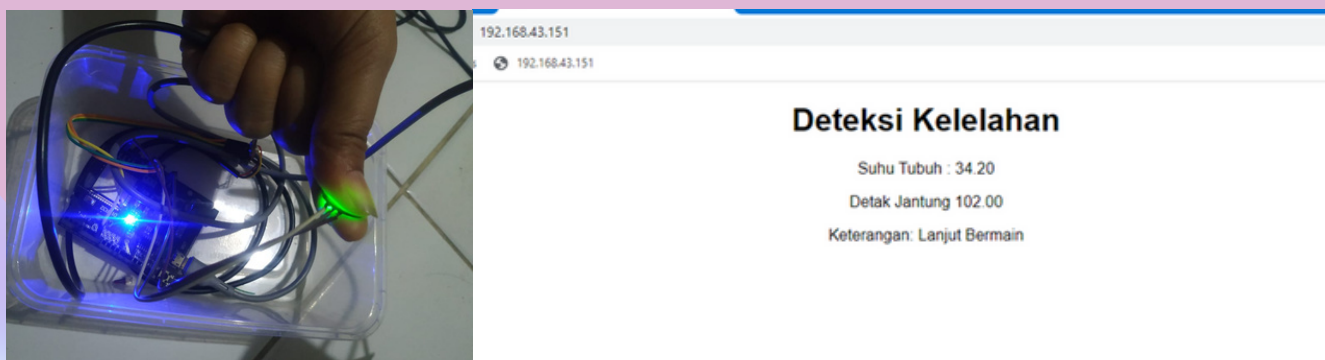 192.168.43.151
192.168.43.151
Deteksi Kelelahan
Suhu Tubuh : 34.20
Detak Jantung 102.00
Keterangan: Lanjut Bermain